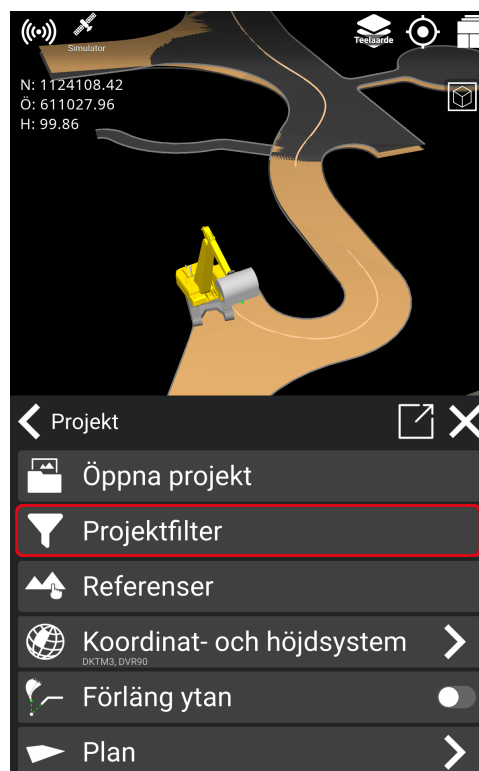 Simulator
Teelaarde
N: 1124108.42
Ö: 611027.96
H: 99.86
Projekt
Öppna projekt
Projektfilter
Referenser
Koordinat- och höjdsystem
DKTM3, DVR90
Förläng ytan
Plan